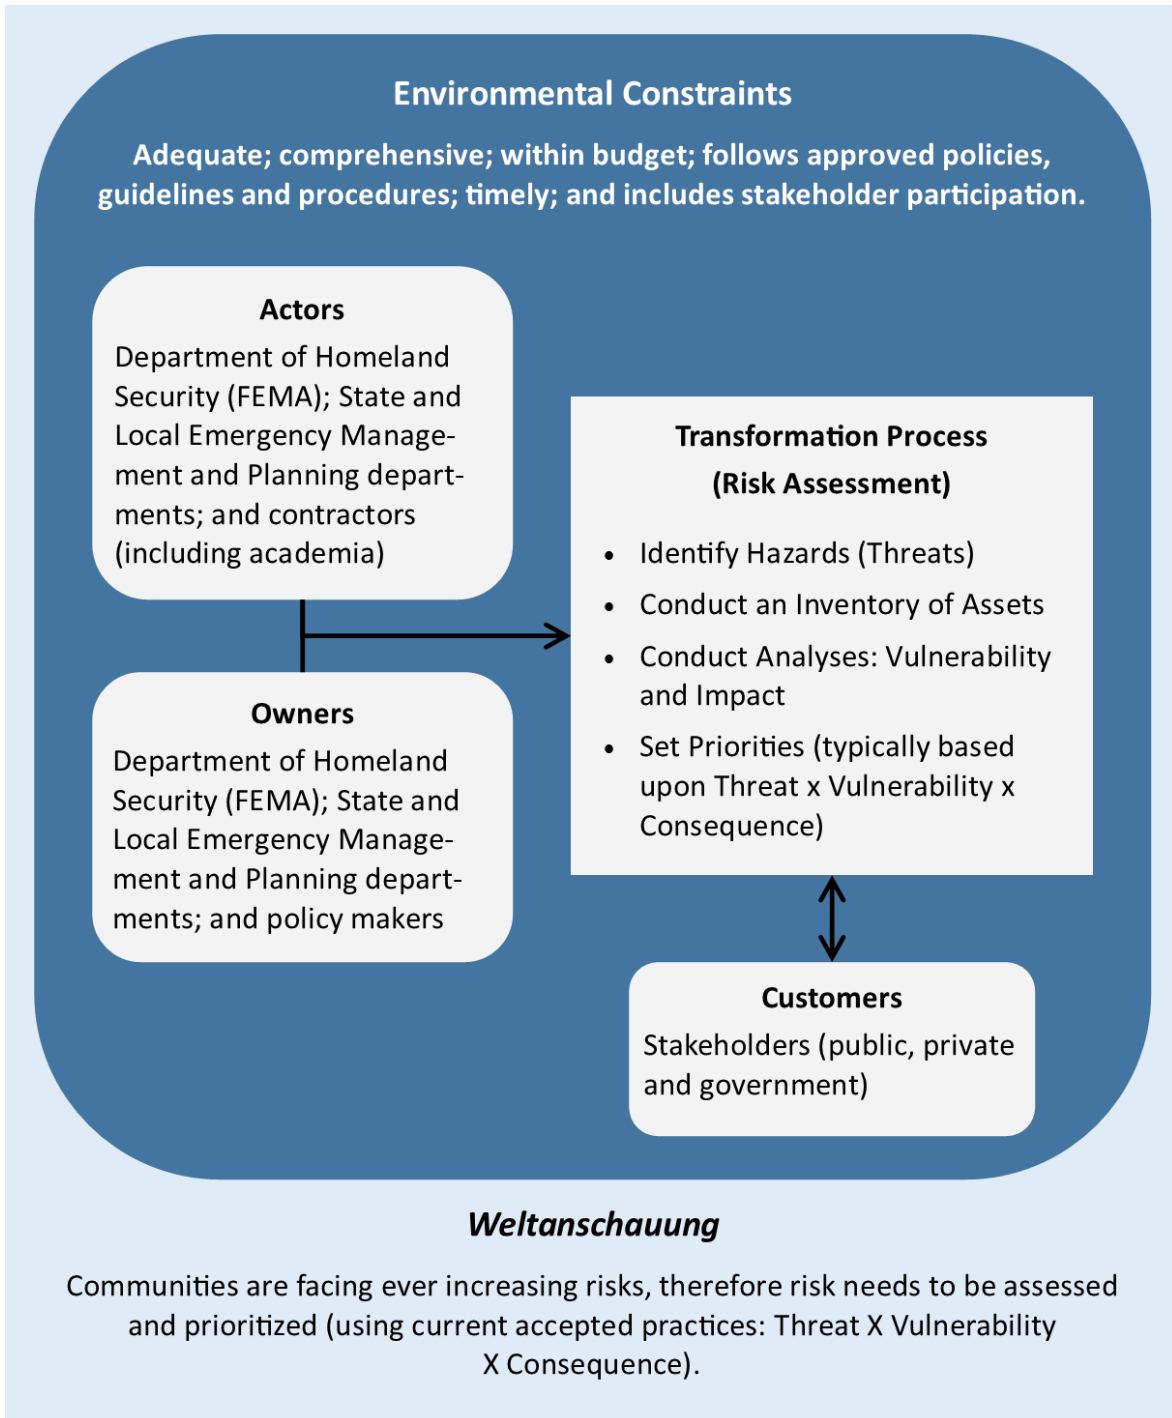 Environmental Constraints
Adequate; comprehensive; within budget; follows approved policies,
guidelines and procedures; timely; and includes stakeholder participation.
Actors
Department of Homeland
Security (FEMA); State and
Local Emergency Manage-
ment and Planning depart-
ments; and contractors
(including academia)
Owners
Department of Homeland
Security (FEMA); State and
Local Emergency Manage-
ment and Planning depart-
ments; and policy makers
Transformation Process
(Risk Assessment)
• Identify Hazards (Threats)
• Conduct an Inventory of Assets
• Conduct Analyses: Vulnerability
and Impact
• Set Priorities (typically based
upon Threat x Vulnerability x
Consequence)
Customers
Stakeholders (public, private
and government)
Weltanschauung
Communities are facing ever increasing risks, therefore risk needs to be assessed
and prioritized (using current accepted practices: Threat X Vulnerability
X Consequence).